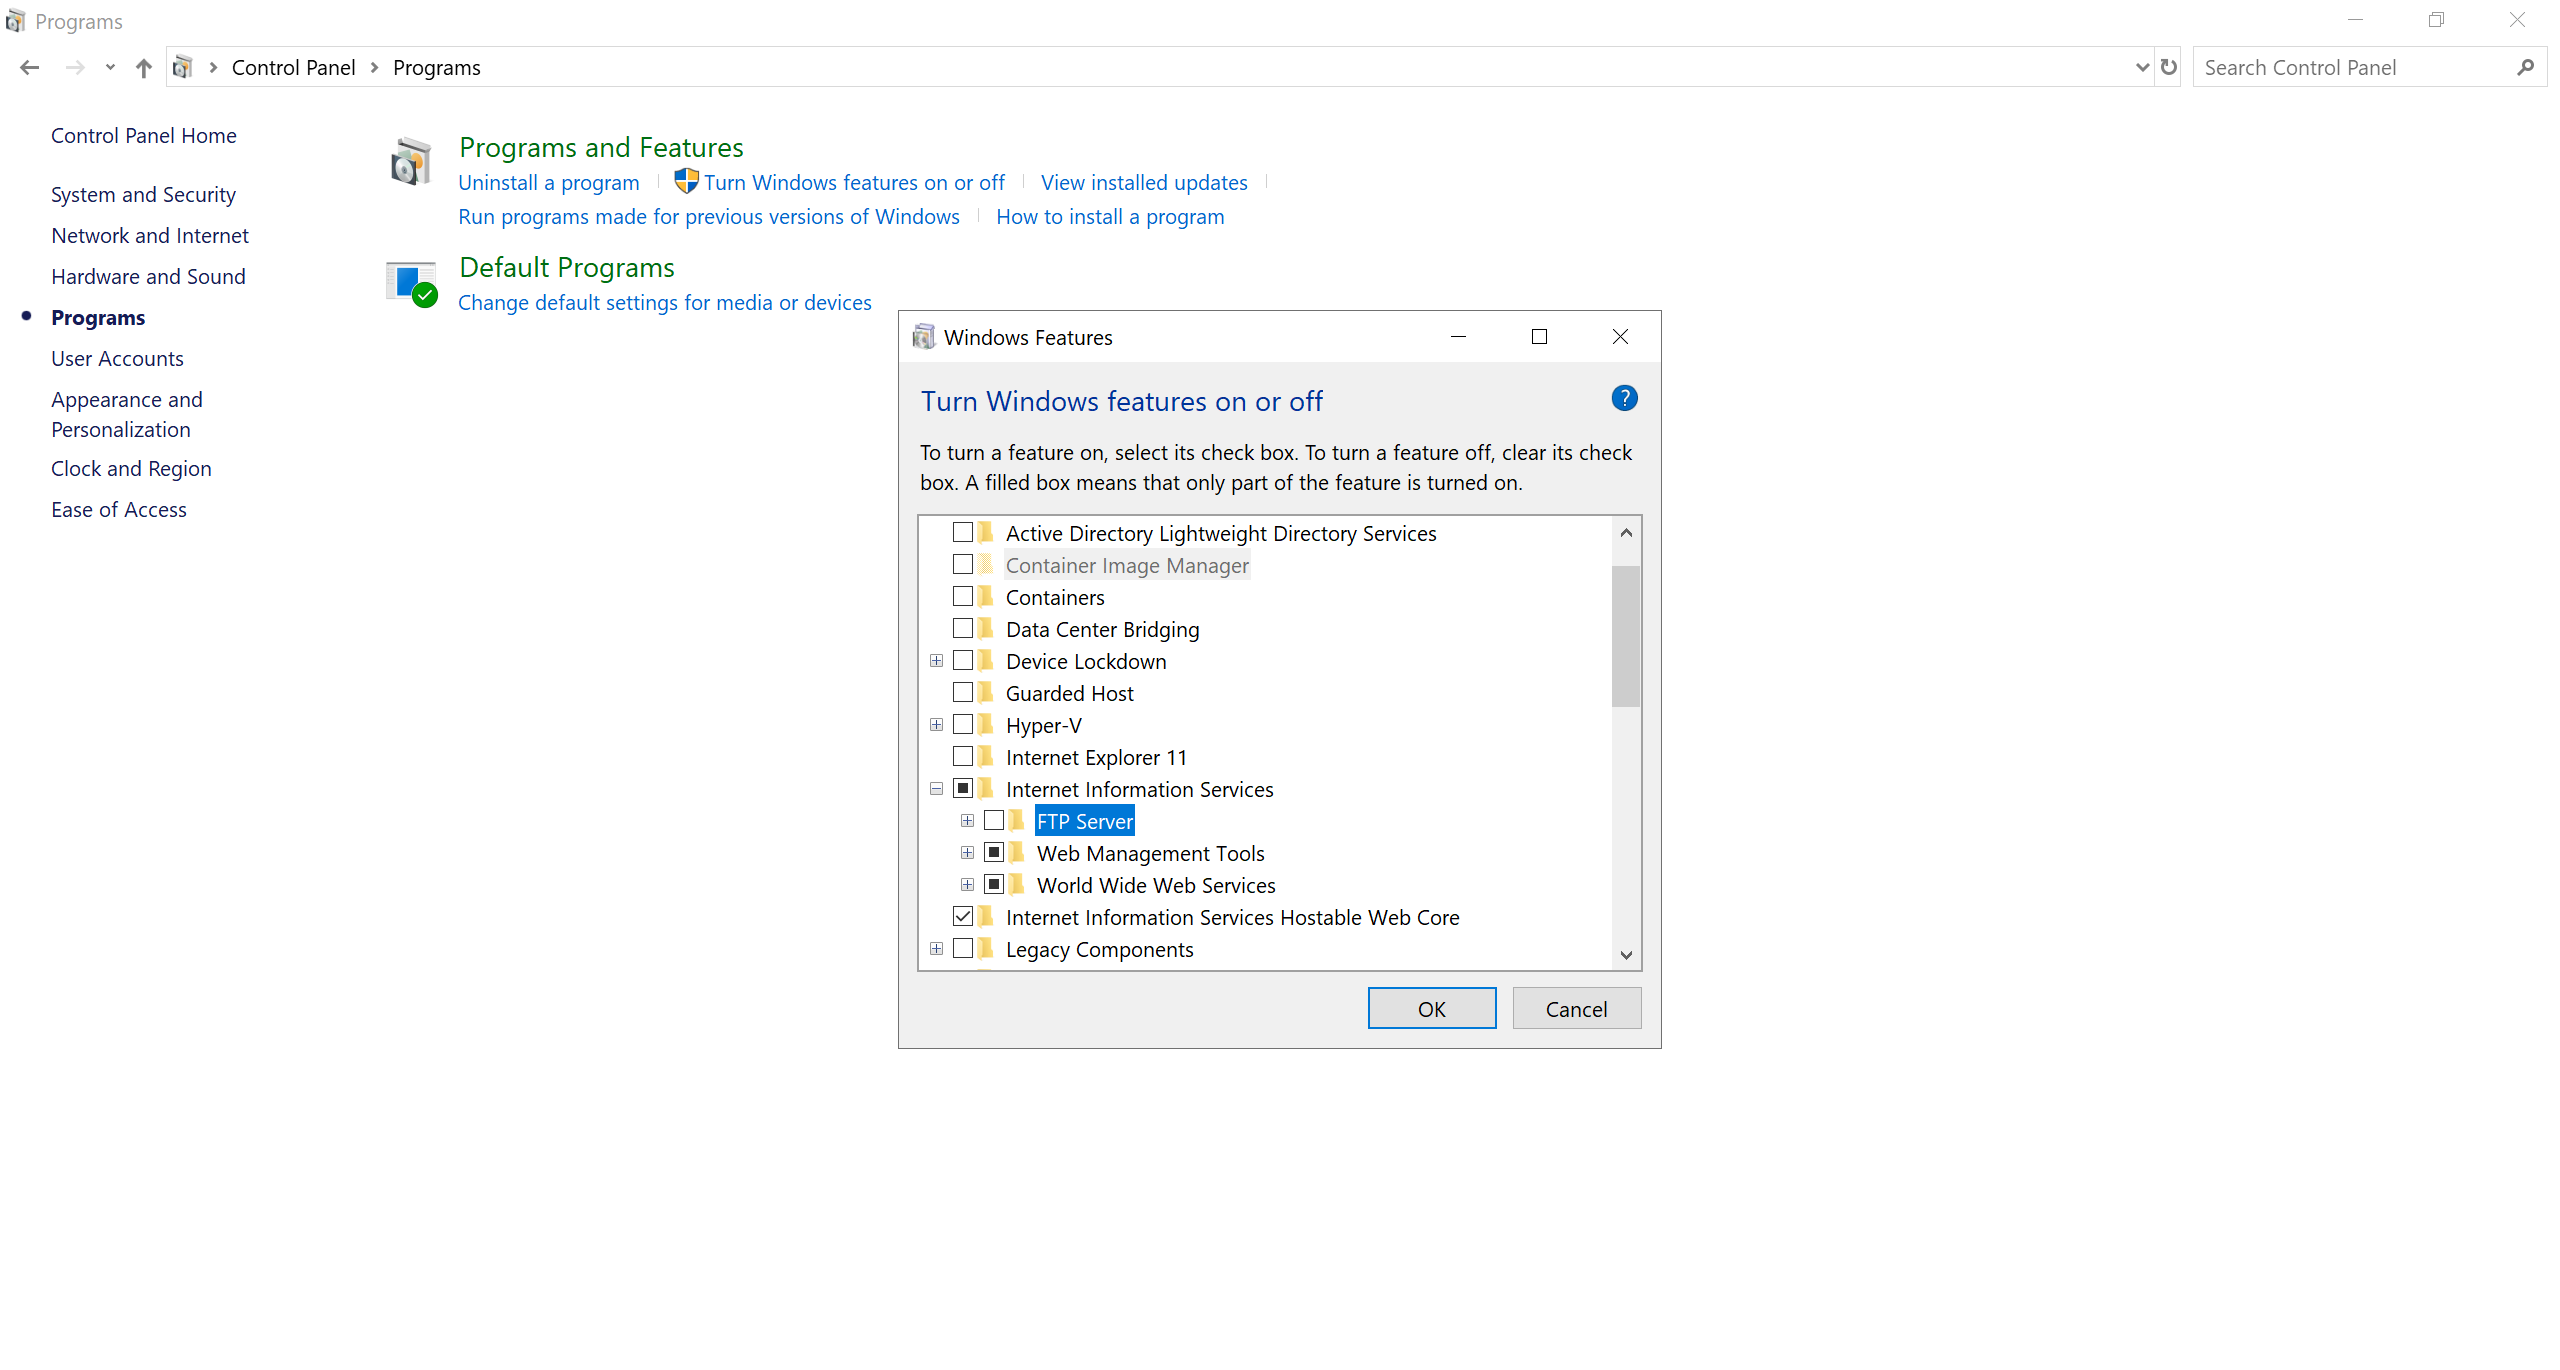 Programs
Control Panel
Programs
Search Control Panel
Control Panel Home
System and Security
Network and Internet
Hardware and Sound
Programs
User Accounts
Appearance and
Personalization
Clock and Region
Ease of Access
Programs and Features
Uninstall a program
Turn Windows features on or off
View installed updates
Run programs made for previous versions of Windows
How to install a program
Default Programs
Change default settings for media or devices
Windows Features
Turn Windows features on or off
To turn a feature on, select its check box. To turn a feature off, clear its check
box. A filled box means that only part of the feature is turned on.
Active Directory Lightweight Directory Services
Container Image Manager
Containers
Data Center Bridging
Device Lockdown
Guarded Host
Hyper-V
Internet Explorer 11
Internet Information Services
FTP Server
Web Management Tools
World Wide Web Services
Internet Information Services Hostable Web Core
Legacy Components
OK
Cancel